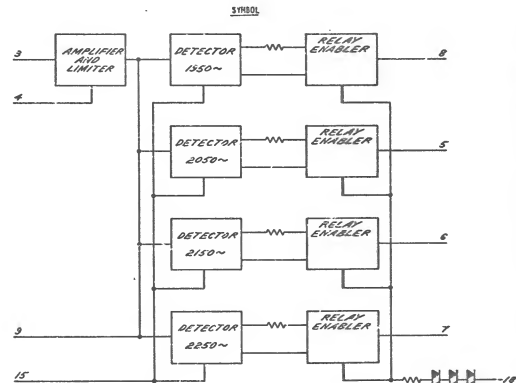 SYMBOL
3
AMPLIFIER
AND
LIMITER
4
DETECTOR
1950~
RELAY
ENABLER
8
DETECTOR
2050~
RELAY
ENABLER
5
DETECTOR
2150~
RELAY
ENABLER
6
9
DETECTOR
2250~
RELAY
ENABLER
7
15
10